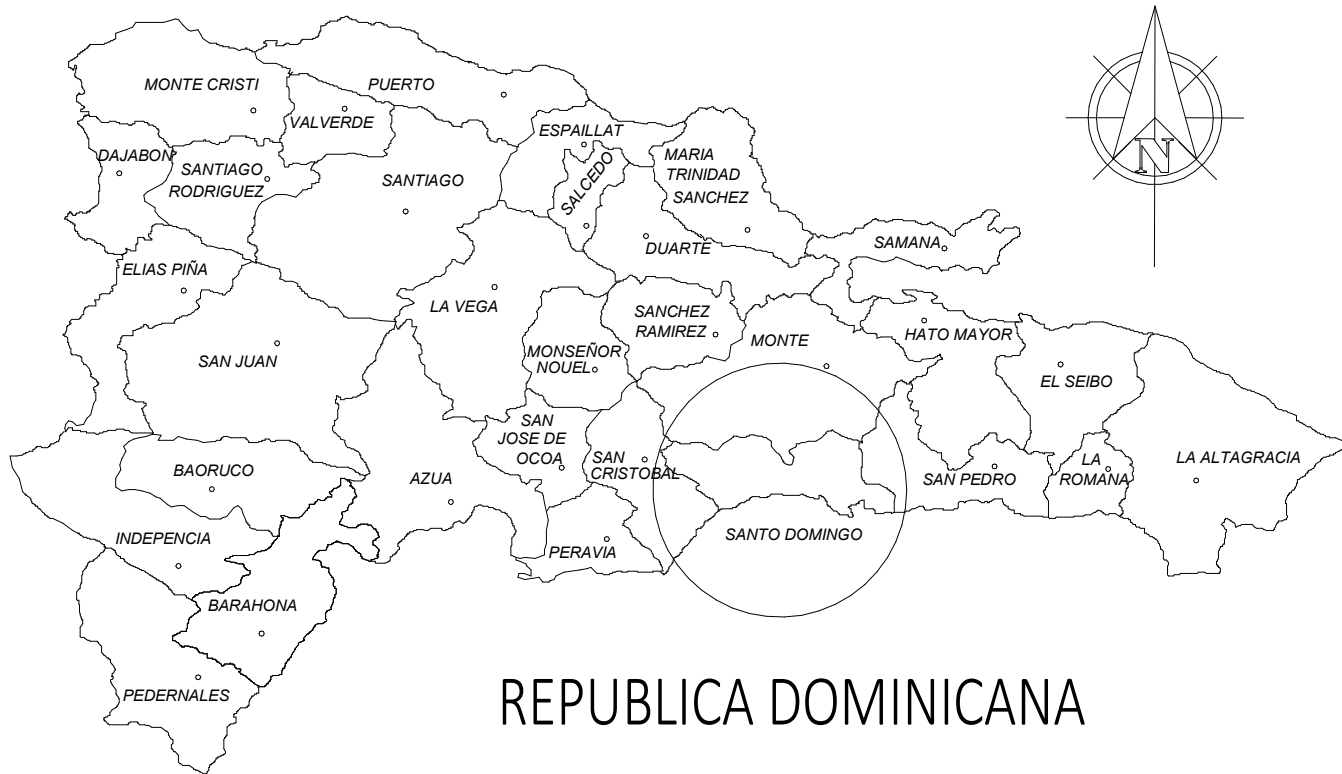 MONTE CRISTI
PUERTO
VALVERDE
ESPAILLAT
DAJABON
SANTIAGO
RODRIGUEZ
SANTIAGO
SALCEDO
MARIA
TRINIDAD
SANCHEZ
DUARTE
SAMANA
ELIAS PIÑA
LA VEGA
SANCHEZ
RAMIREZ
MONTE
HATO MAYOR
SAN JUAN
MONSEÑOR
NOUEL
EL SEIBO
SAN
JOSE DE
OCOA
SAN
CRISTOBAL
BAORUCO
AZUA
SAN PEDRO
LA
ROMANA
LA ALTAGRACIA
INDEPENCIA
PERAVIA
SANTO DOMINGO
BARAHONA
PEDERNALES
N
REPUBLICA DOMINICANA